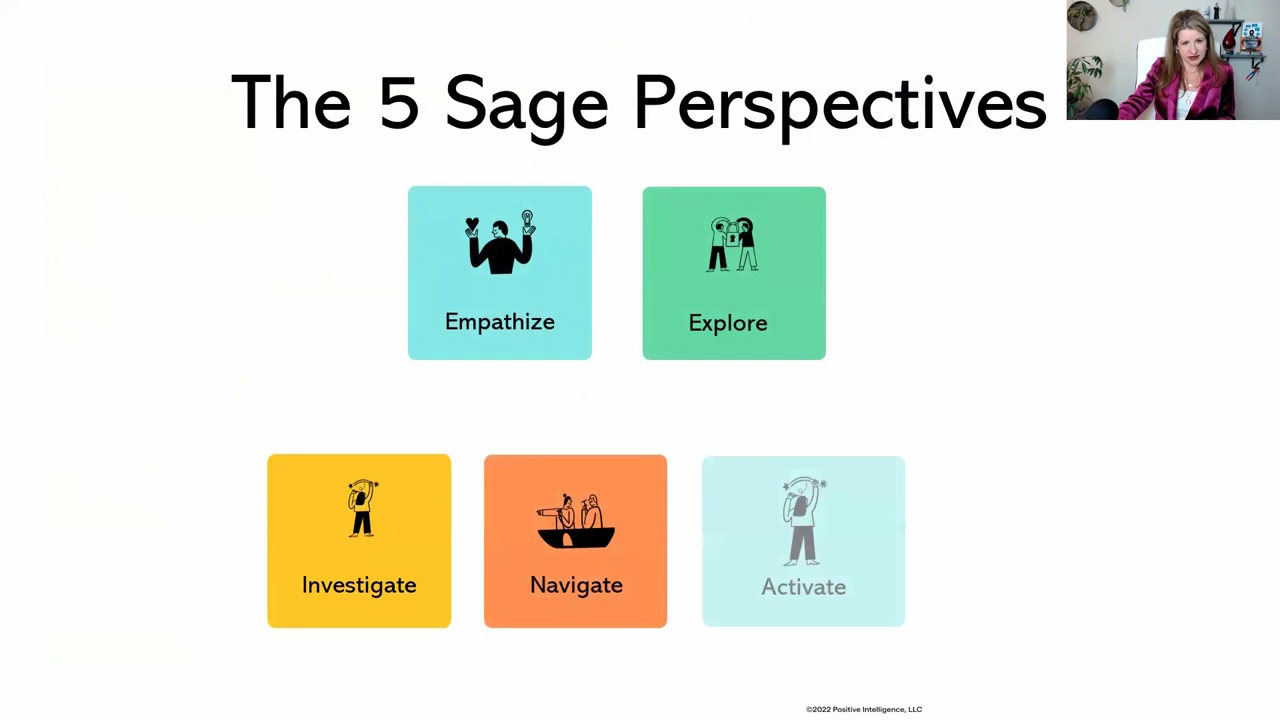 The 5 Sage Perspectives
Empathize
Explore
Investigate
Navigate
Activate
©2022 Positive Intelligence, LLC